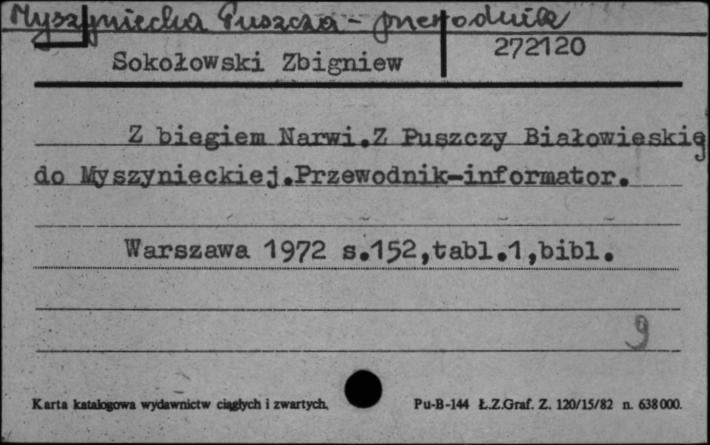 Myszyniecka Puszcza - przewodnik
272120
Sokołowski Zbigniew
Z biegiem Narwi.Z Puszczy Białowieskiej
do Myszynieckiej.Przewodnik-informator.
Warszawa 1972 s.152,tabl.1,bibl.
9
Karta katalogowa wydawnictw ciągłych i zwartych. Pu-B-144 Ł.Z.Graf. Z. 120/15/82 n. 638000.